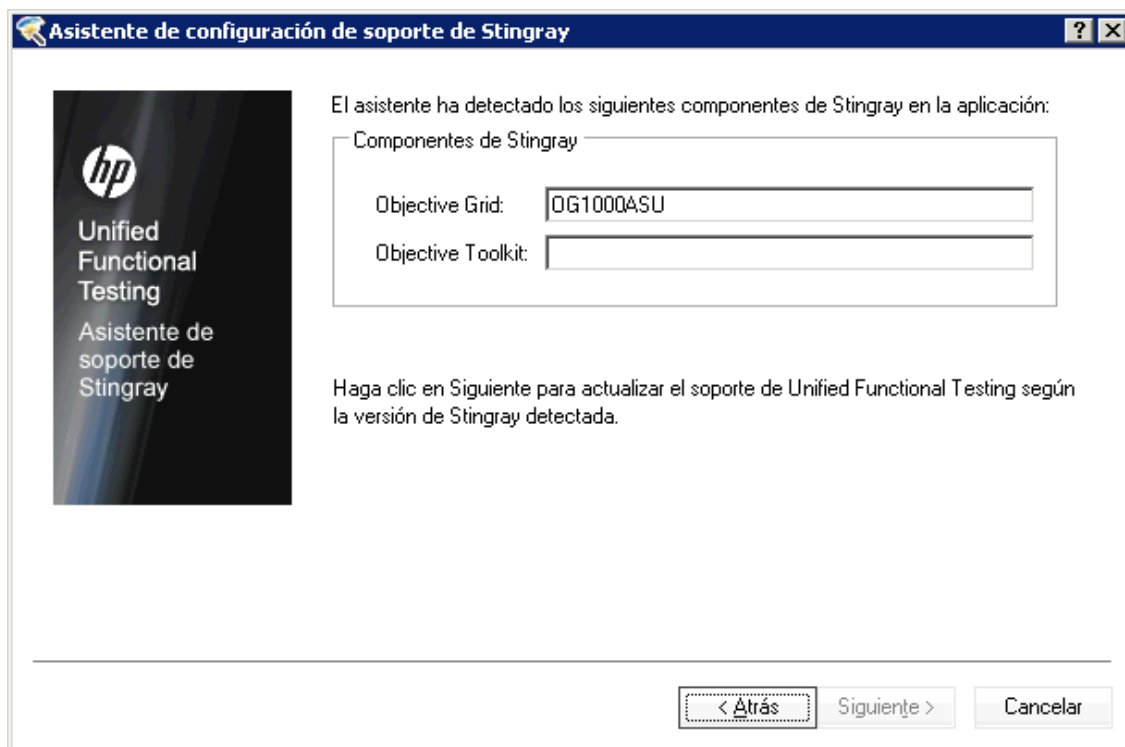 Asistente de configuración de soporte de Stingray
? X
hp
Unified
Functional
Testing
Asistente de
soporte de
Stingray
El asistente ha detectado los siguientes componentes de Stingray en la aplicación:
Componentes de Stingray
Objective Grid: OG1000ASU
Objective Toolkit:
Haga clic en Siguiente para actualizar el soporte de Unified Functional Testing según
la versión de Stingray detectada.
< Atrás Siguiente > Cancelar